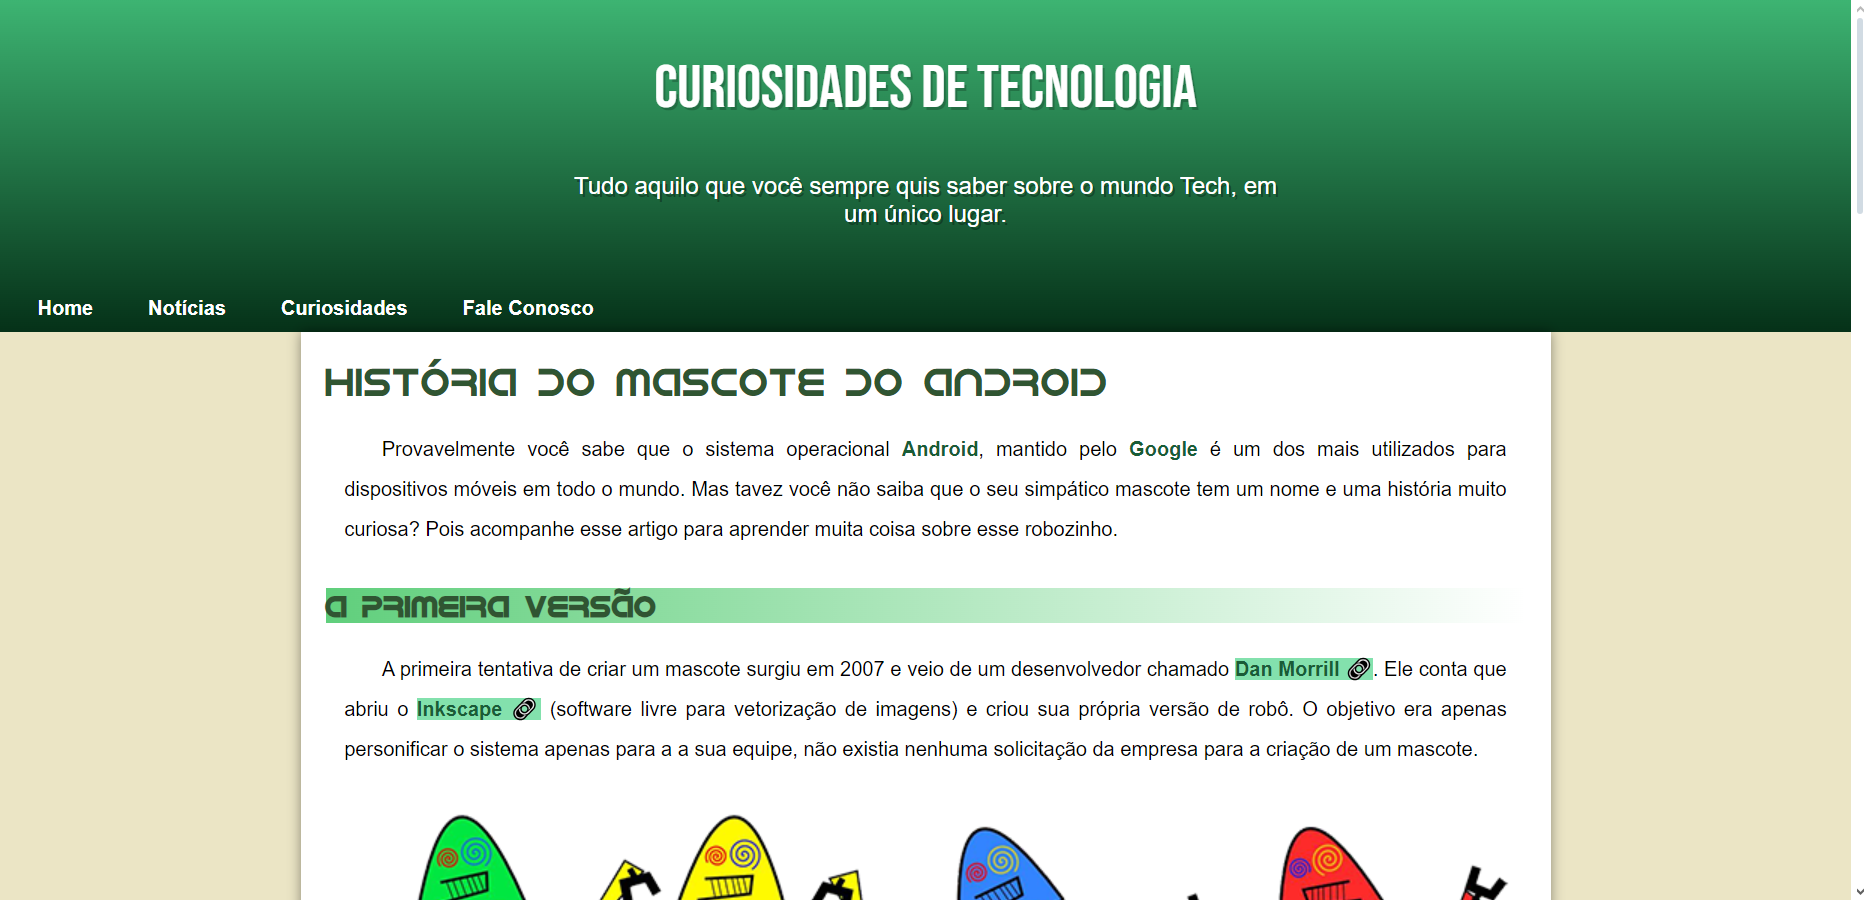 CURIOSIDADES DE TECNOLOGIA
Tudo aquilo que você sempre quis saber sobre o mundo Tech, em
um único lugar.
Home Notícias Curiosidades Fale Conosco
HISTÓRIA DO MASCOTE DO ANDROID
Provavelmente você sabe que o sistema operacional Android, mantido pelo Google é um dos mais utilizados para
dispositivos móveis em todo o mundo. Mas tavez você não saiba que o seu simpático mascote tem um nome e uma história muito
curiosa? Pois acompanhe esse artigo para aprender muita coisa sobre esse robozinho.
A PRIMEIRA VERSÃO
A primeira tentativa de criar um mascote surgiu em 2007 e veio de um desenvolvedor chamado Dan Morrill. Ele conta que
abriu o Inkscape (software livre para vetorização de imagens) e criou sua própria versão de robô. O objetivo era apenas
personificar o sistema apenas para a a sua equipe, não existia nenhuma solicitação da empresa para a criação de um mascote.